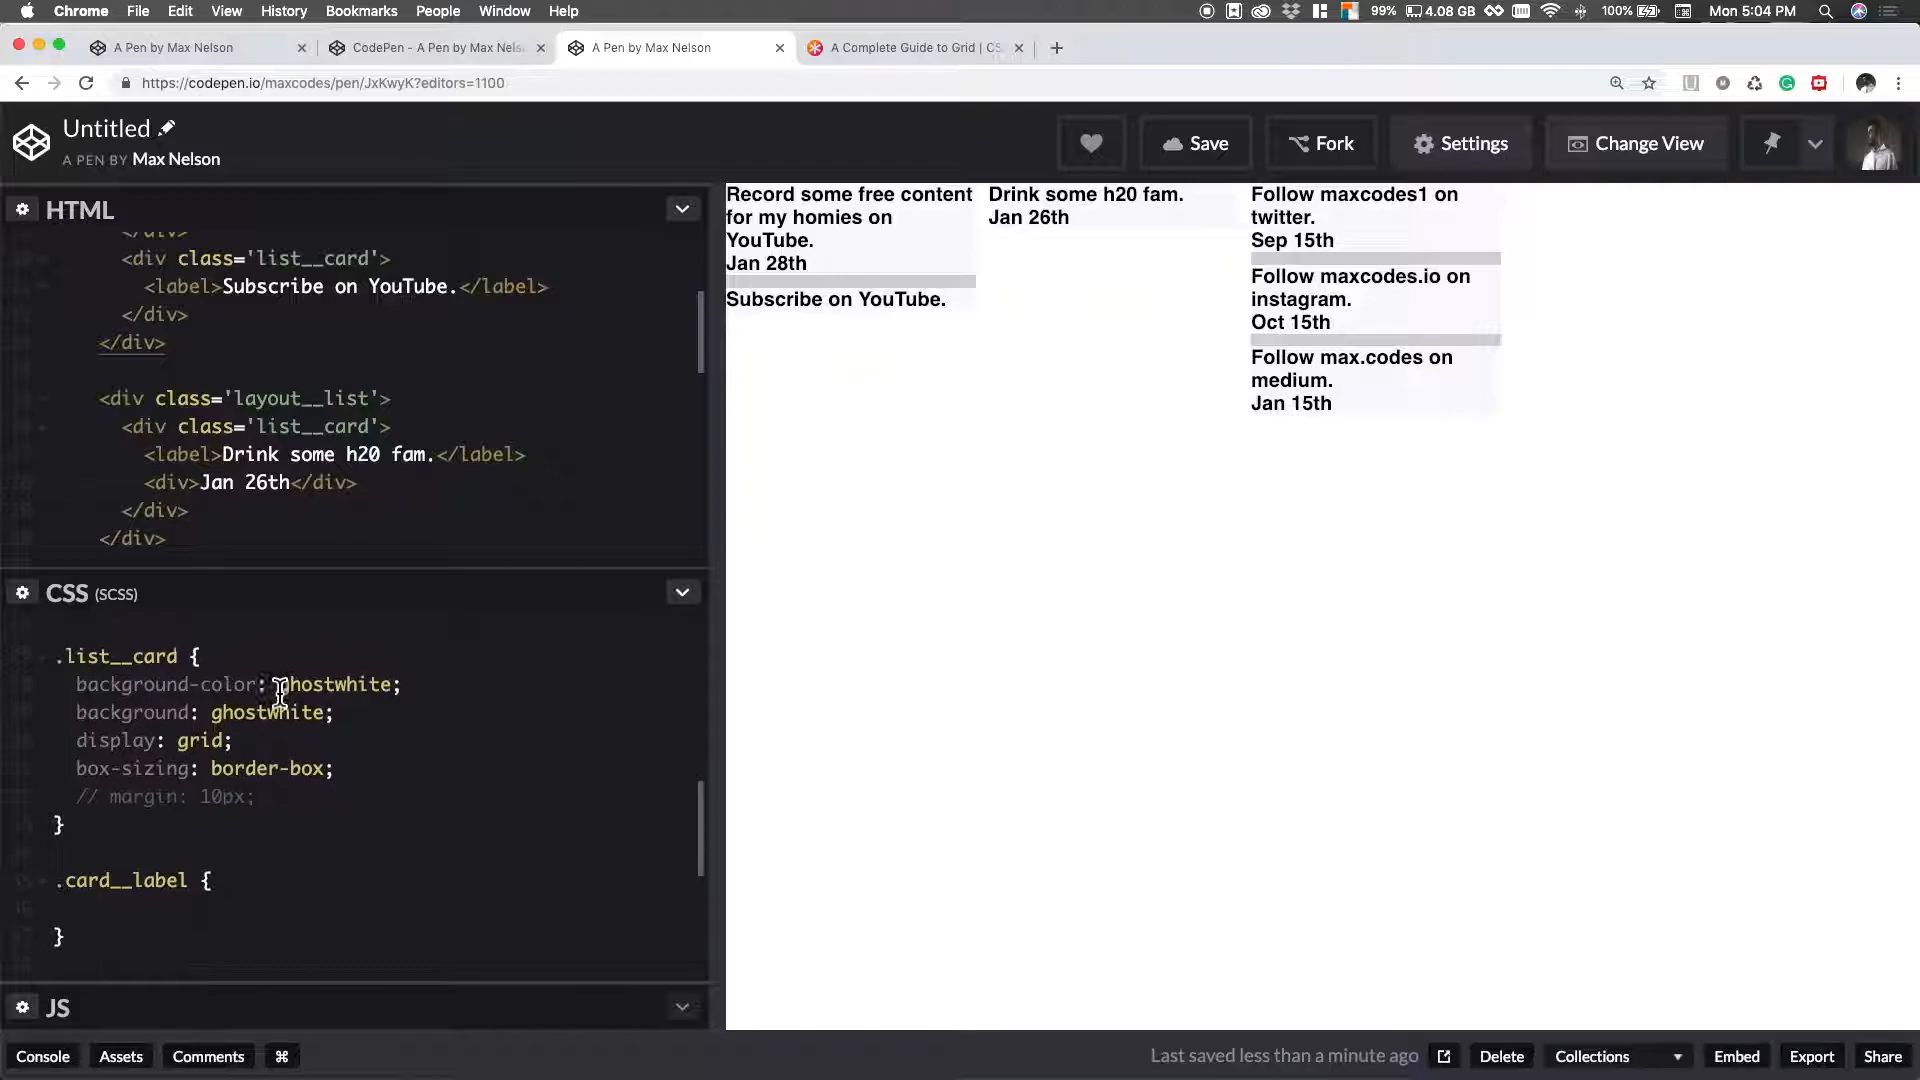 Chrome File Edit View History Bookmarks People Window Help 99% 4.08 GB 100% Mon 5:04 PM
A Pen by Max Nelson
CodePen - A Pen by Max Nels
A Pen by Max Nelson
A Complete Guide to Grid | CS
https://codepen.io/maxcodes/pen/JxKwyK?editors=1100
Untitled
A PEN BY Max Nelson
Save Fork Settings Change View
HTML
</div>
<div class='list__card'>
<label>Subscribe on YouTube.</label>
</div>
</div>
<div class='layout__list'>
<div class='list__card'>
<label>Drink some h20 fam.</label>
<div>Jan 26th</div>
</div>
</div>
CSS (SCSS)
.list__card {
background-color: ghostwhite;
background: ghostwhite;
display: grid;
box-sizing: border-box;
// margin: 10px;
}
.card__label {
}
JS
Record some free content
for my homies on
YouTube.
Jan 28th
Subscribe on YouTube.
Drink some h20 fam.
Jan 26th
Follow maxcodes1 on
twitter.
Sep 15th
Follow maxcodes.io on
instagram.
Oct 15th
Follow max.codes on
medium.
Jan 15th
Console Assets Comments ⌘ Last saved less than a minute ago Delete Collections Embed Export Share